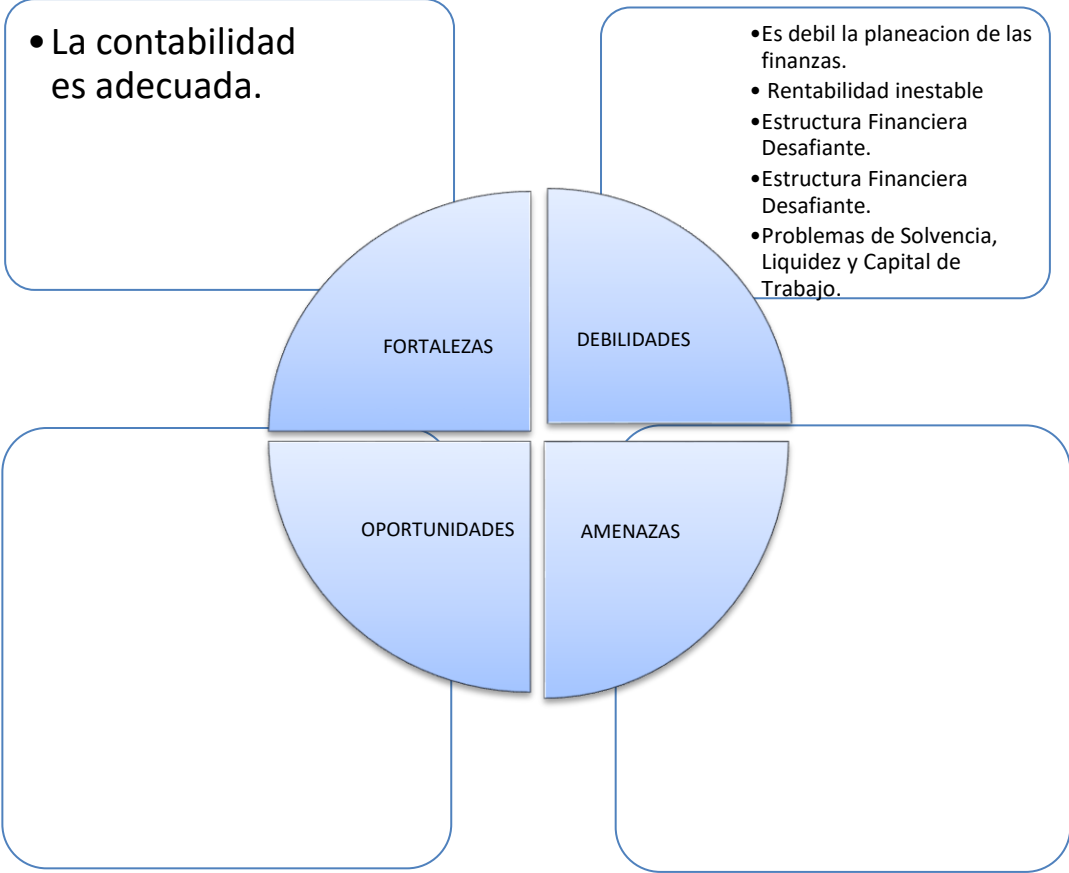 •La contabilidad
es adecuada.
•Es debil la planeacion de las
finanzas.
• Rentabilidad inestable
•Estructura Financiera
Desafiante.
•Estructura Financiera
Desafiante.
•Problemas de Solvencia,
Liquidez y Capital de
Trabajo.
FORTALEZAS
DEBILIDADES
OPORTUNIDADES
AMENAZAS